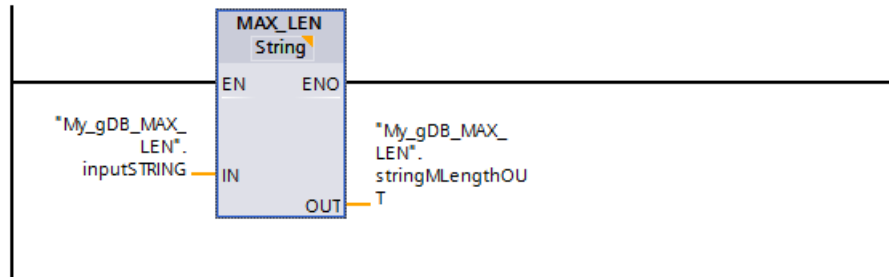 MAX_LEN
String
EN ENO
"My_gDB_MAX_
LEN".
inputSTRING
IN
"My_gDB_MAX_
LEN".
stringMLengthOU
T
OUT